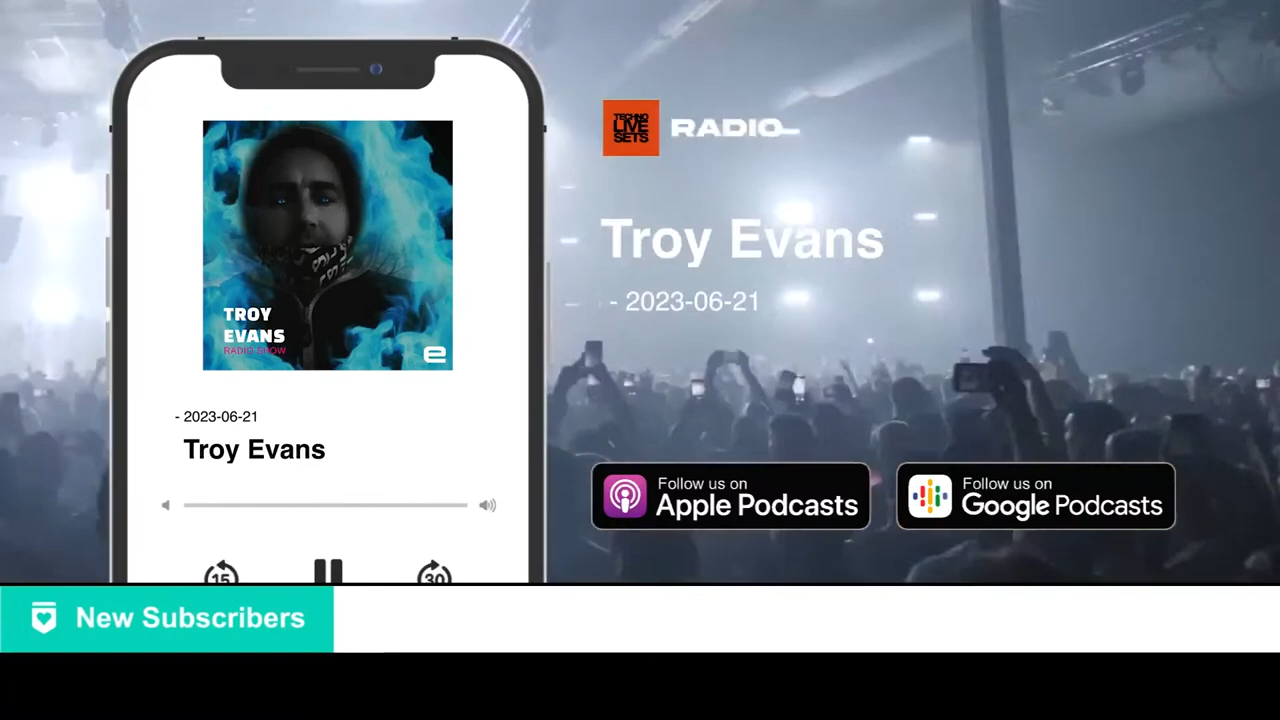 TROY
EVANS
RADIO SHOW
e
- 2023-06-21
Troy Evans
15
30
TECHNO
LIVE
SETS
RADIO
Troy Evans
- 2023-06-21
Follow us on
Apple Podcasts
Follow us on
Google Podcasts
New Subscribers